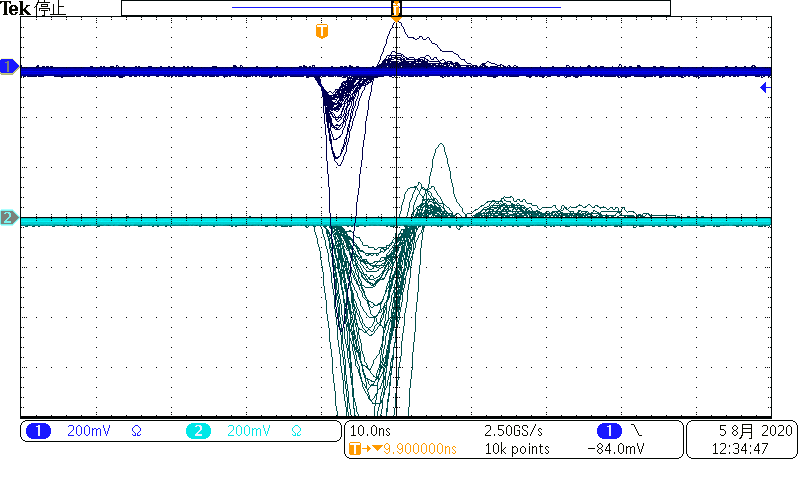 Tek 停止
T
1
2
1 200mV Ω 2 200mV Ω
10.0ns 2.50GS/s 1
T→▼9.900000ns 10k points -84.0mV
5 8月 2020
12:34:47